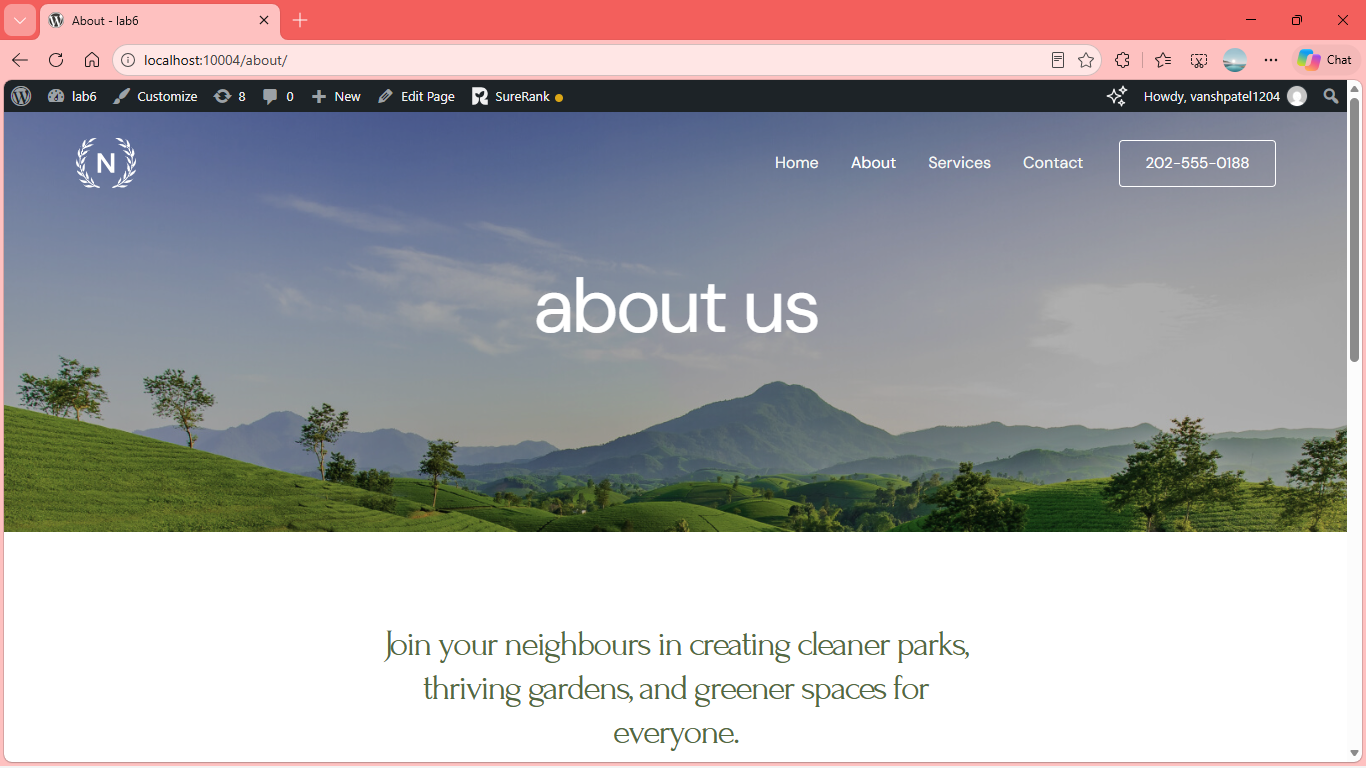 About - lab6
localhost:10004/about/
Chat
lab6 Customize 8 0 New Edit Page SureRank Howdy, vanshpatel1204
N
Home About Services Contact 202-555-0188
about us
Join your neighbours in creating cleaner parks,
thriving gardens, and greener spaces for
everyone.